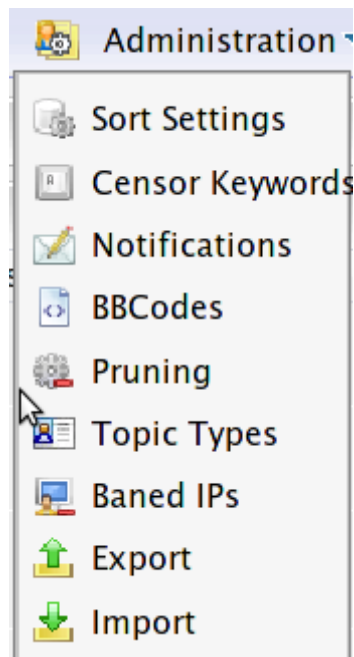 Administration
Sort Settings
Censor Keywords
Notifications
BBCodes
Pruning
Topic Types
Baned IPs
Export
Import